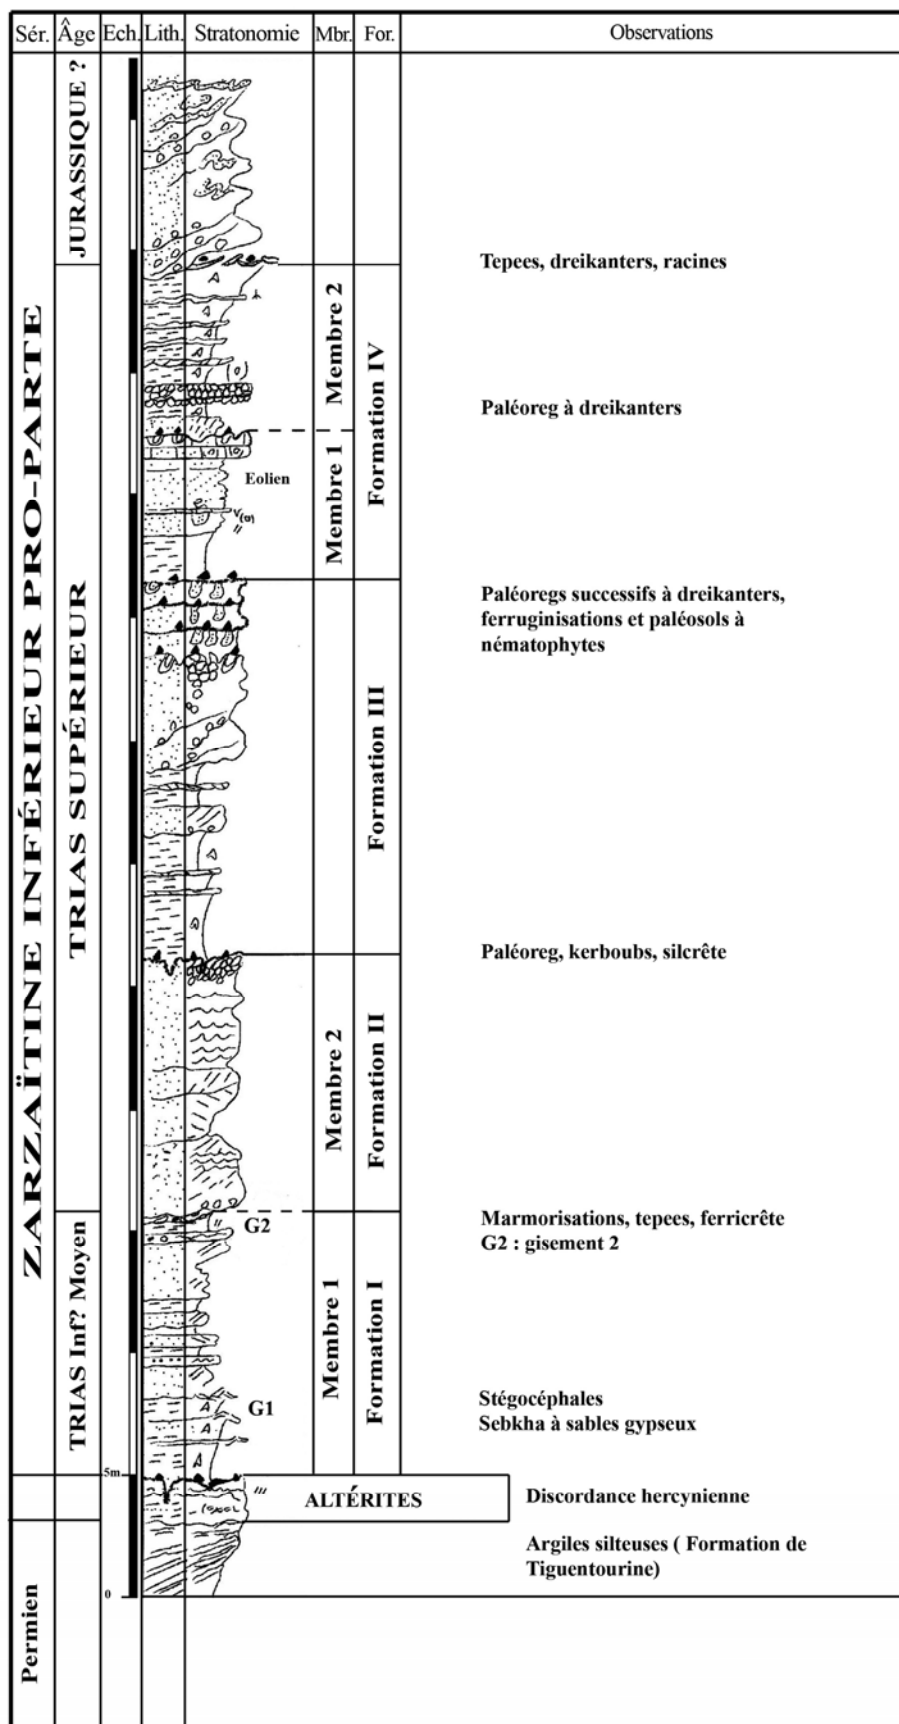 Sér.
Âge
Ech.
Lith.
Stratonomie
Mbr.
For.
Observations
ZARZAÏTINE INFÉRIEUR PRO-PARTE
JURASSIQUE ?
Tepees, dreikanters, racines
TRIAS SUPÉRIEUR
Membre 2
Formation IV
Paléoreg à dreikanters
Membre 1
Eolien
Paléoregs successifs à dreikanters,
ferruginisations et paléosols à
nématophytes
Formation III
Paléoreg, kerboubs, silcrête
Membre 2
Formation II
G2
Marmorisations, tepees, ferricrête
G2 : gisement 2
TRIAS Inf? Moyen
Membre 1
Formation I
G1
Stégocéphales
Sebkha à sables gypseux
5m
ALTÉRITES
Discordance hercynienne
Argiles silteuses ( Formation de
Tiguentourine)
0
Permien